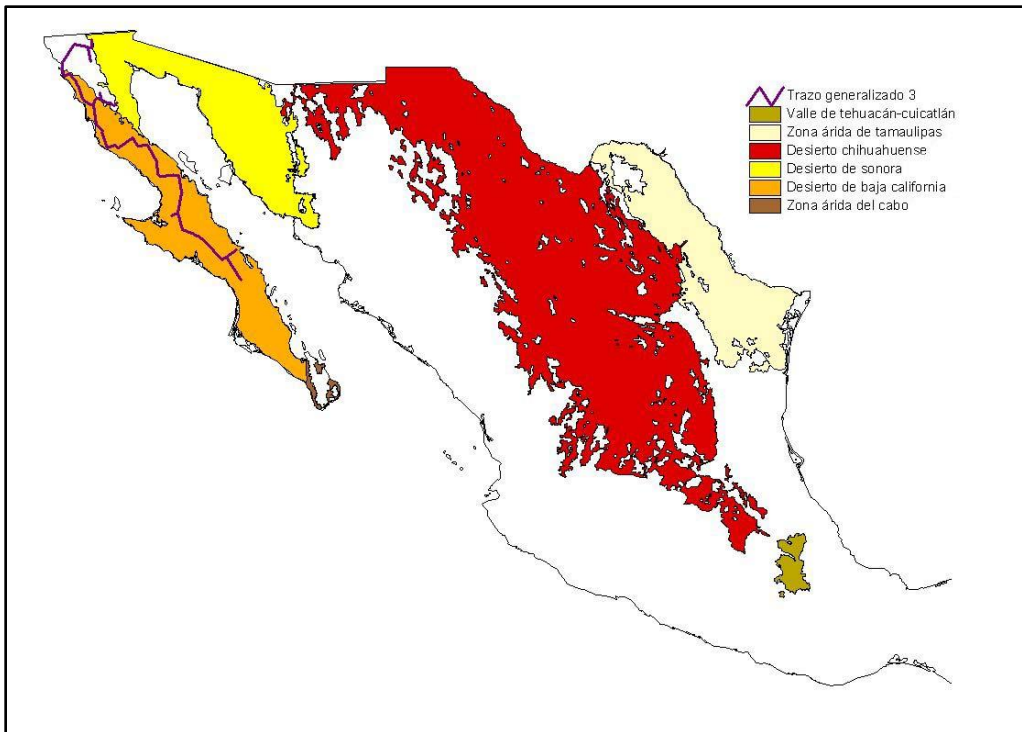 Trazo generalizado 3
Valle de tehuacán-cuicatlán
Zona árida de tamaulipas
Desierto chihuahuense
Desierto de sonora
Desierto de baja california
Zona árida del cabo